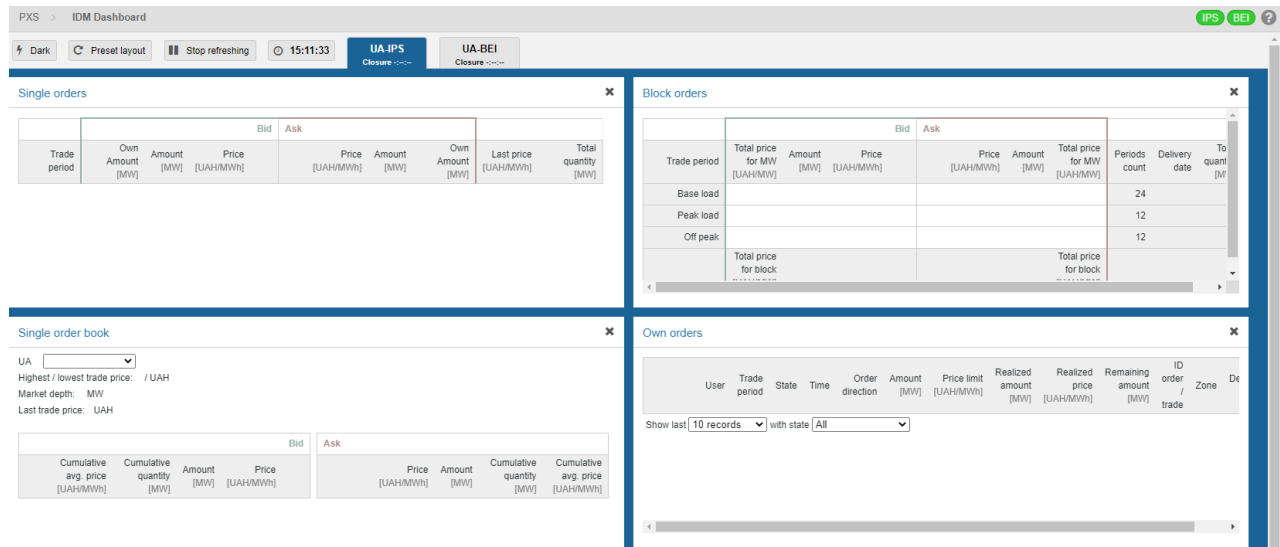 PXS > IDM Dashboard
IPS BEI ?
Dark Preset layout Stop refreshing 15:11:33 UA-IPS Closure -:--:-- UA-BEI Closure -:--:--
Single orders
Bid Ask
Trade period Own Amount [MW] Amount [MW] Price [UAH/MWh] Price [UAH/MWh] Amount [MW] Own Amount [MW] Last price [UAH/MWh] Total quantity [MW]
Block orders
Bid Ask
Trade period Total price for MW [UAH/MW] Amount [MW] Price [UAH/MWh] Price [UAH/MWh] Amount [MW] Total price for MW [UAH/MW] Periods count Delivery date
Base load 24
Peak load 12
Off peak 12
Total price for block Total price for block
Single order book
UA
Highest / lowest trade price: / UAH
Market depth: MW
Last trade price: UAH
Bid Ask
Cumulative avg. price [UAH/MWh] Cumulative quantity [MW] Amount [MW] Price [UAH/MWh] Price [UAH/MWh] Amount [MW] Cumulative quantity [MW] Cumulative avg. price [UAH/MWh]
Own orders
User Trade period State Time Order direction Amount [MW] Price limit [UAH/MWh] Realized amount [MW] Realized price [UAH/MWh] Remaining amount [MW] ID order / trade Zone
Show last 10 records with state All